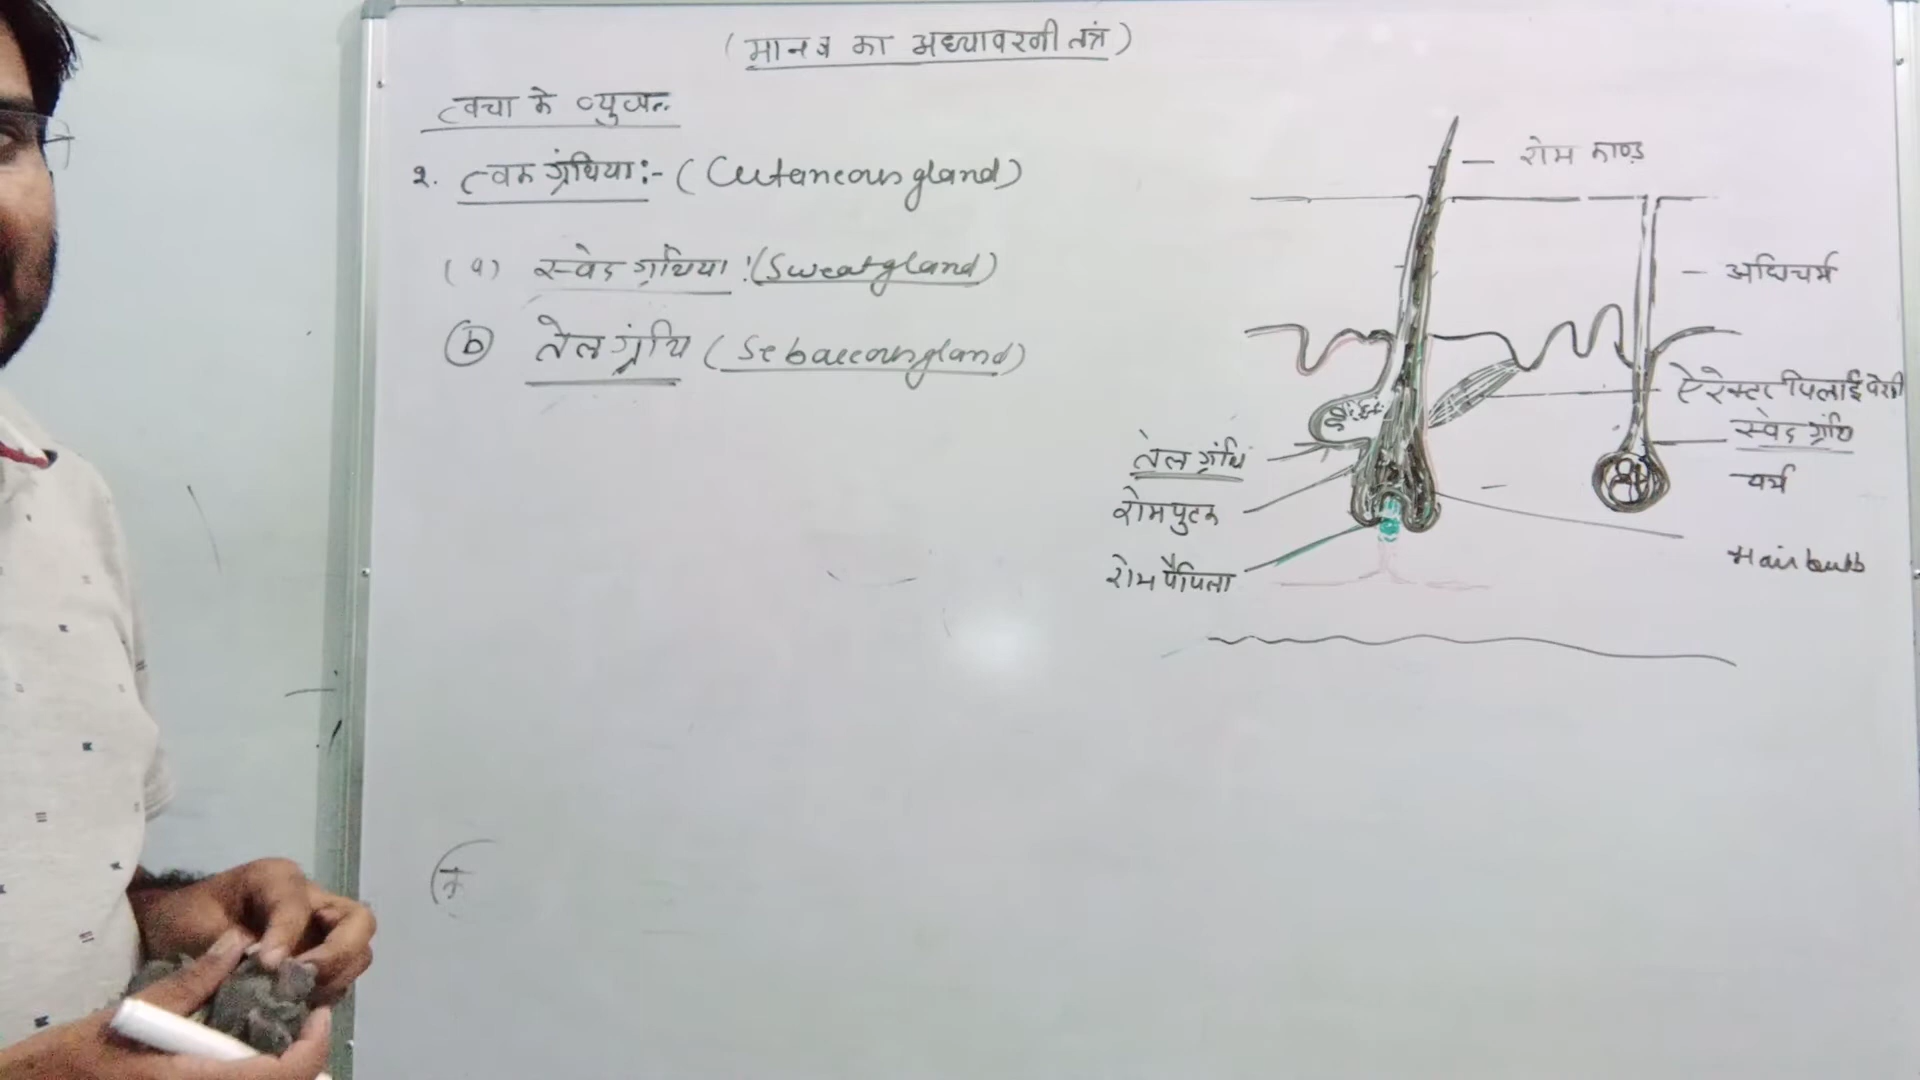 (मानव का अध्यावरनी तंत्र)
त्वचा के व्युत्पन्न
2. त्वक ग्रंथिया:- (Cutaneous gland)
(a) स्वेद ग्रंथिया :(Sweat gland)
(b) तेल ग्रंथि (Sebaceous gland)
रोम काण्ड
अधिचर्म
ऐरेक्टर पिलाई पेशी
स्वेद ग्रंथि
चर्म
Hair bulb
तेल ग्रंथि
रोमपुटक
रोम पैपिला